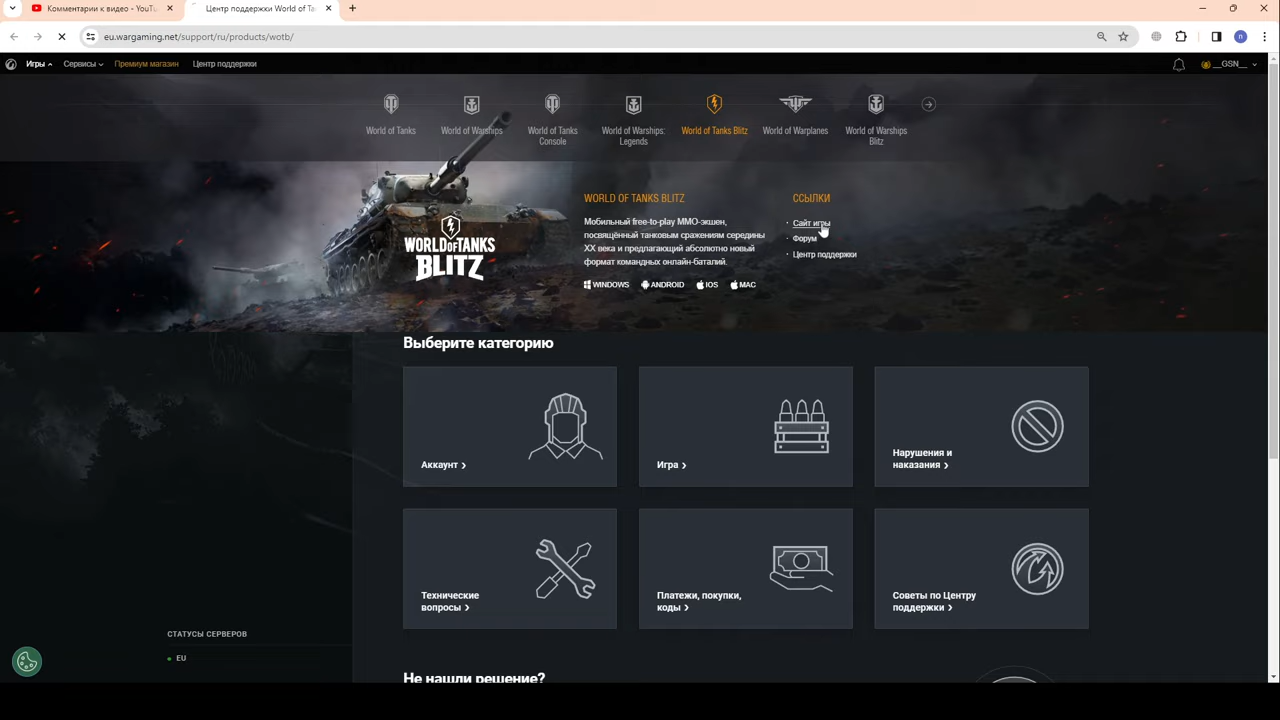 Комментарии к видео - YouTu
Центр поддержки World of Ta
eu.wargaming.net/support/ru/products/wotb/
n
Игры
Сервисы
Премиум магазин
Центр поддержки
__GSN__
World of Tanks
World of Warships
World of Tanks
Console
World of Warships:
Legends
World of Tanks Blitz
World of Warplanes
World of Warships
Blitz
WORLD OF TANKS
BLITZ
WORLD OF TANKS BLITZ
Мобильный free-to-play MMO-экшен,
посвящённый танковым сражениям середины
XX века и предлагающий абсолютно новый
формат командных онлайн-баталий.
WINDOWS
ANDROID
IOS
MAC
ССЫЛКИ
· Сайт игры
· Форум
· Центр поддержки
Выберите категорию
Аккаунт
Игра
Нарушения и
наказания
Технические
вопросы
Платежи, покупки,
коды
Советы по Центру
поддержки
СТАТУСЫ СЕРВЕРОВ
EU
Не нашли решение?